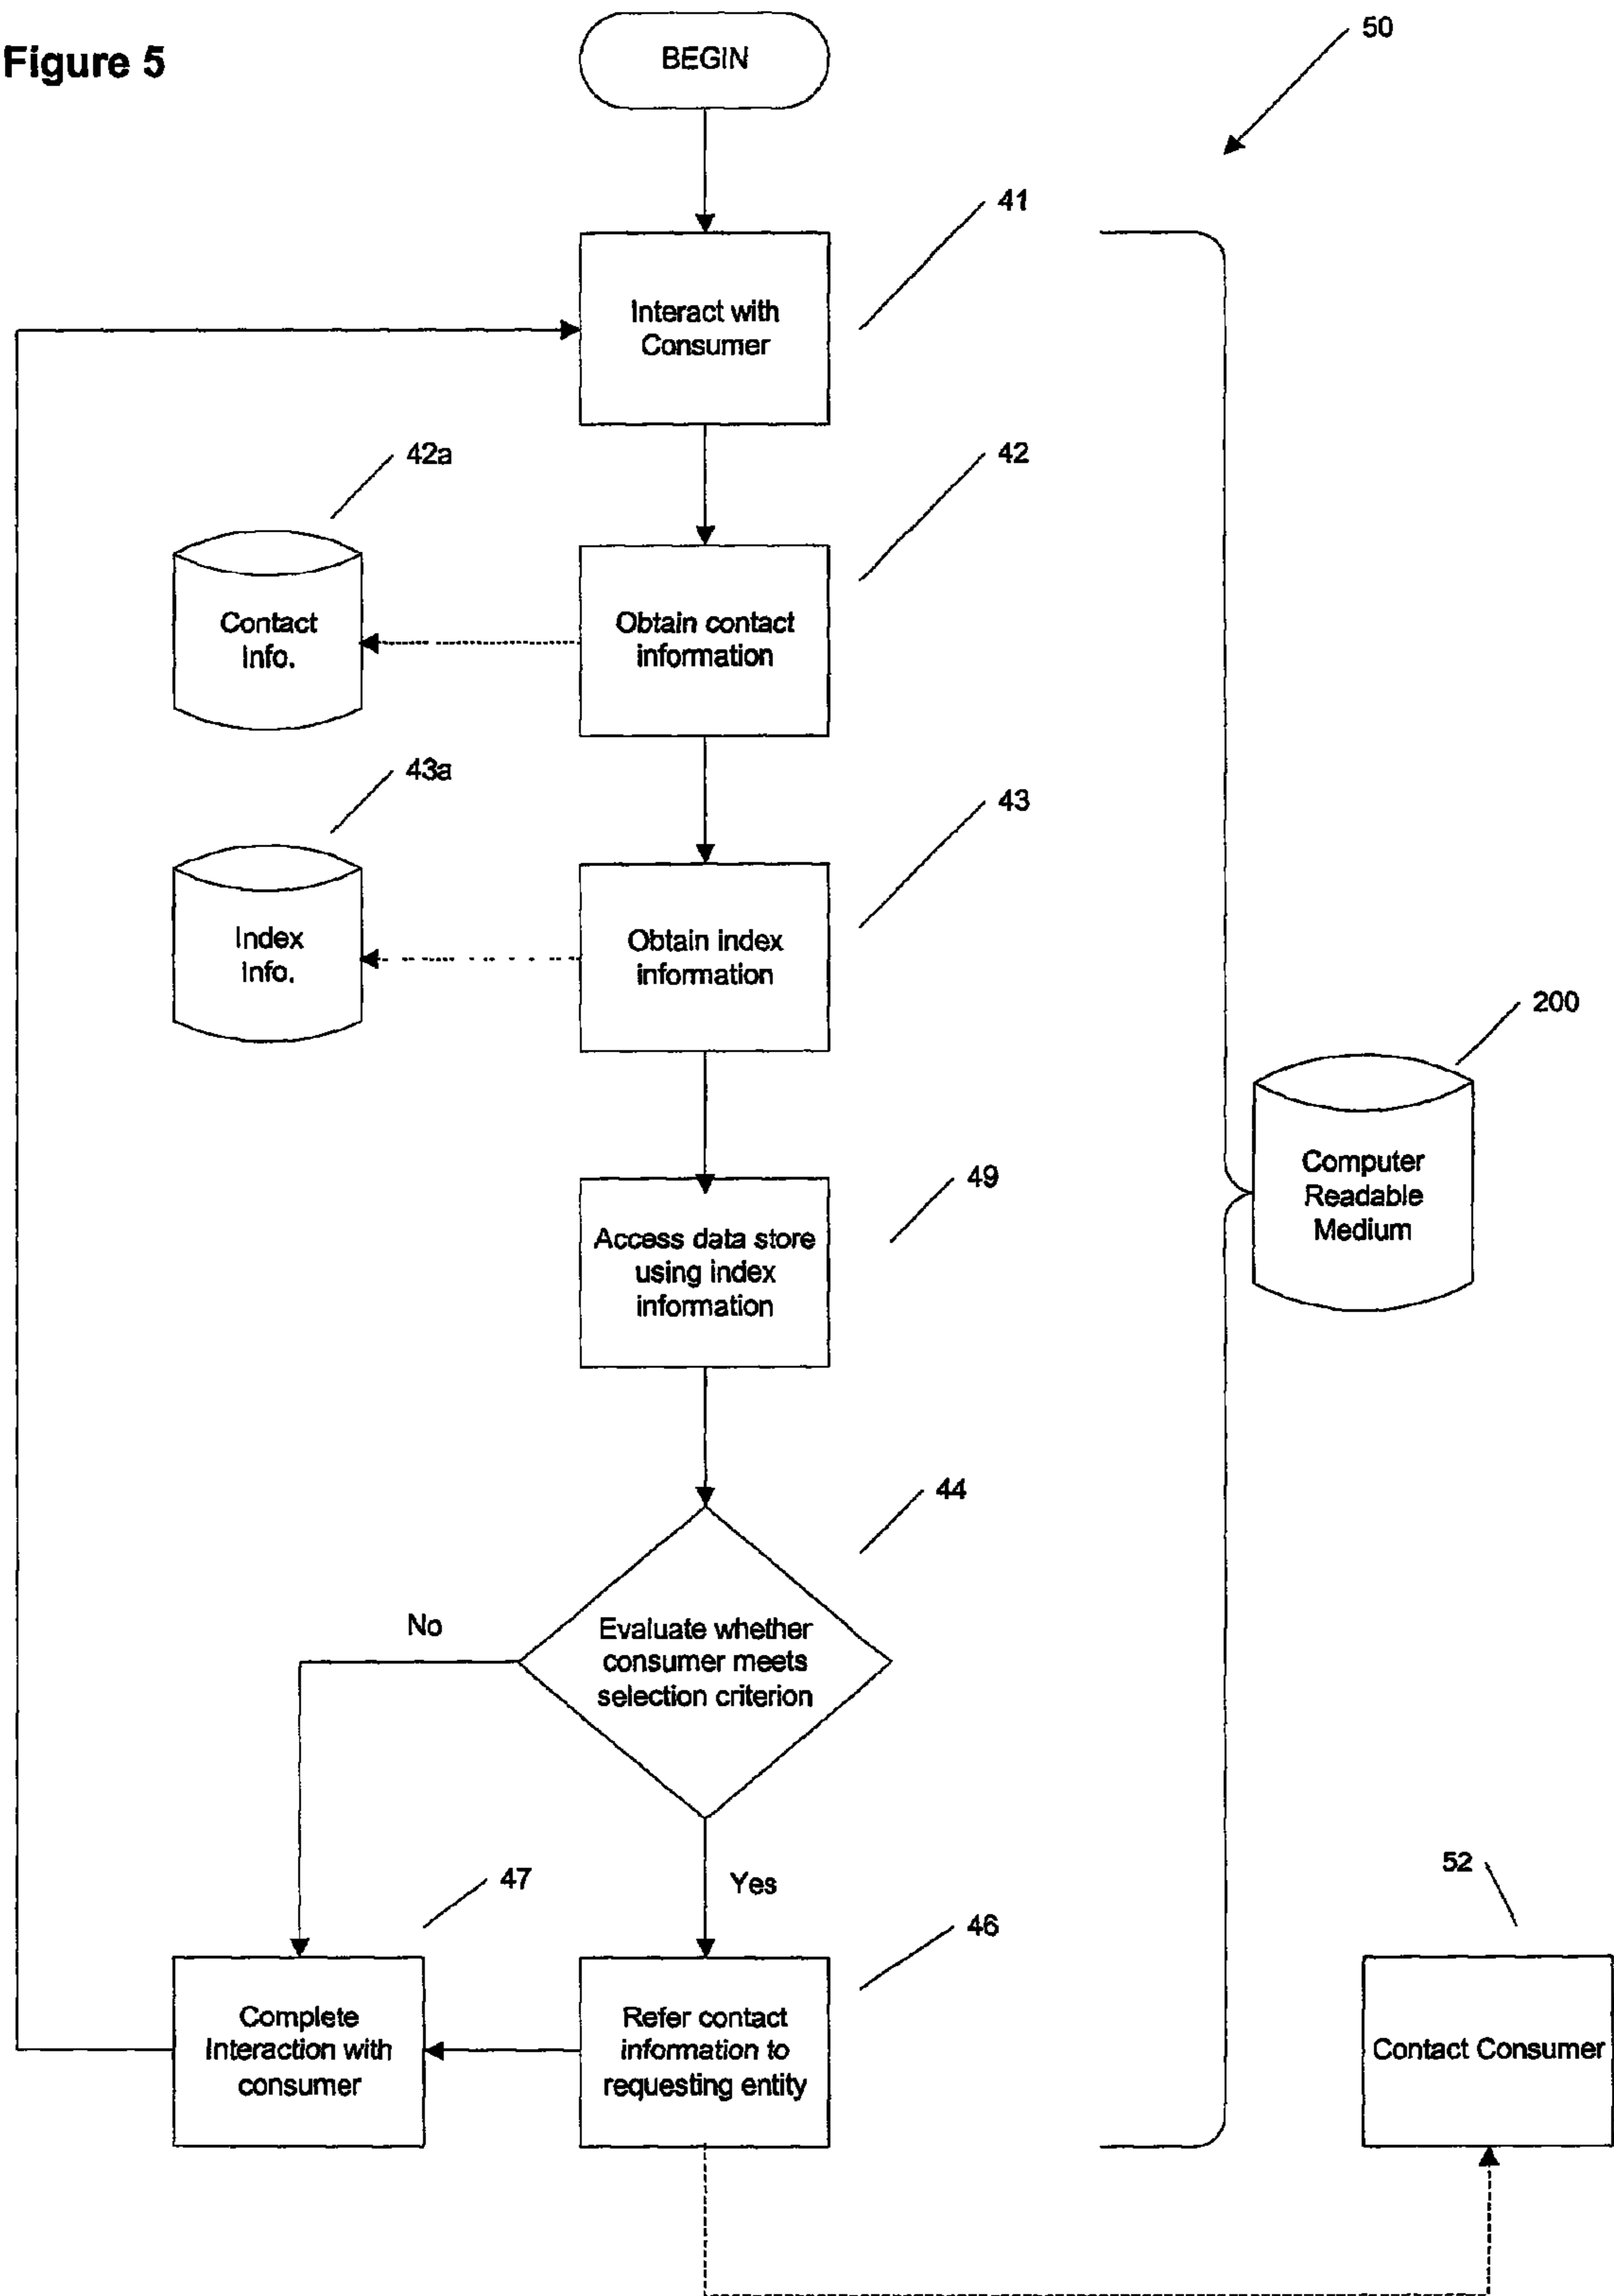 Figure 5
BEGIN
50
41
Interact with
Consumer
42a
42
Contact
Info.
Obtain contact
information
43a
43
Index
Info.
Obtain index
information
200
Computer
Readable
Medium
49
Access data store
using index
information
44
Evaluate whether
consumer meets
selection criterion
No
Yes
47
46
52
Complete
Interaction with
consumer
Refer contact
information to
requesting entity
Contact Consumer